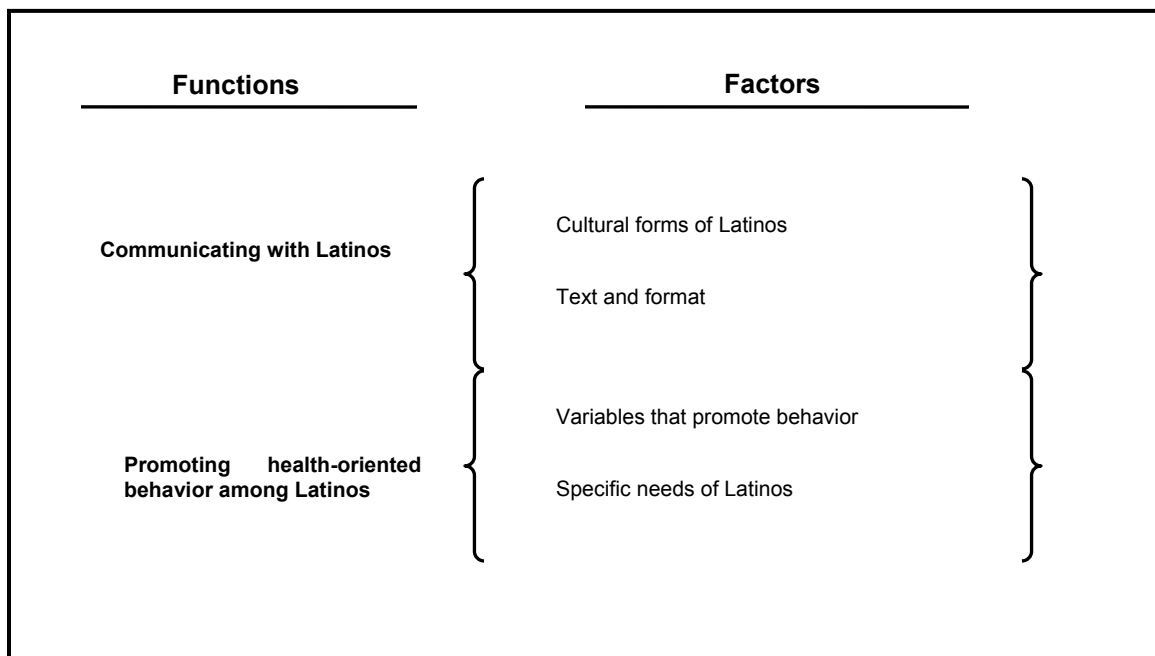 Functions
Factors
Communicating with Latinos
Cultural forms of Latinos
Text and format
Promoting health-oriented
behavior among Latinos
Variables that promote behavior
Specific needs of Latinos